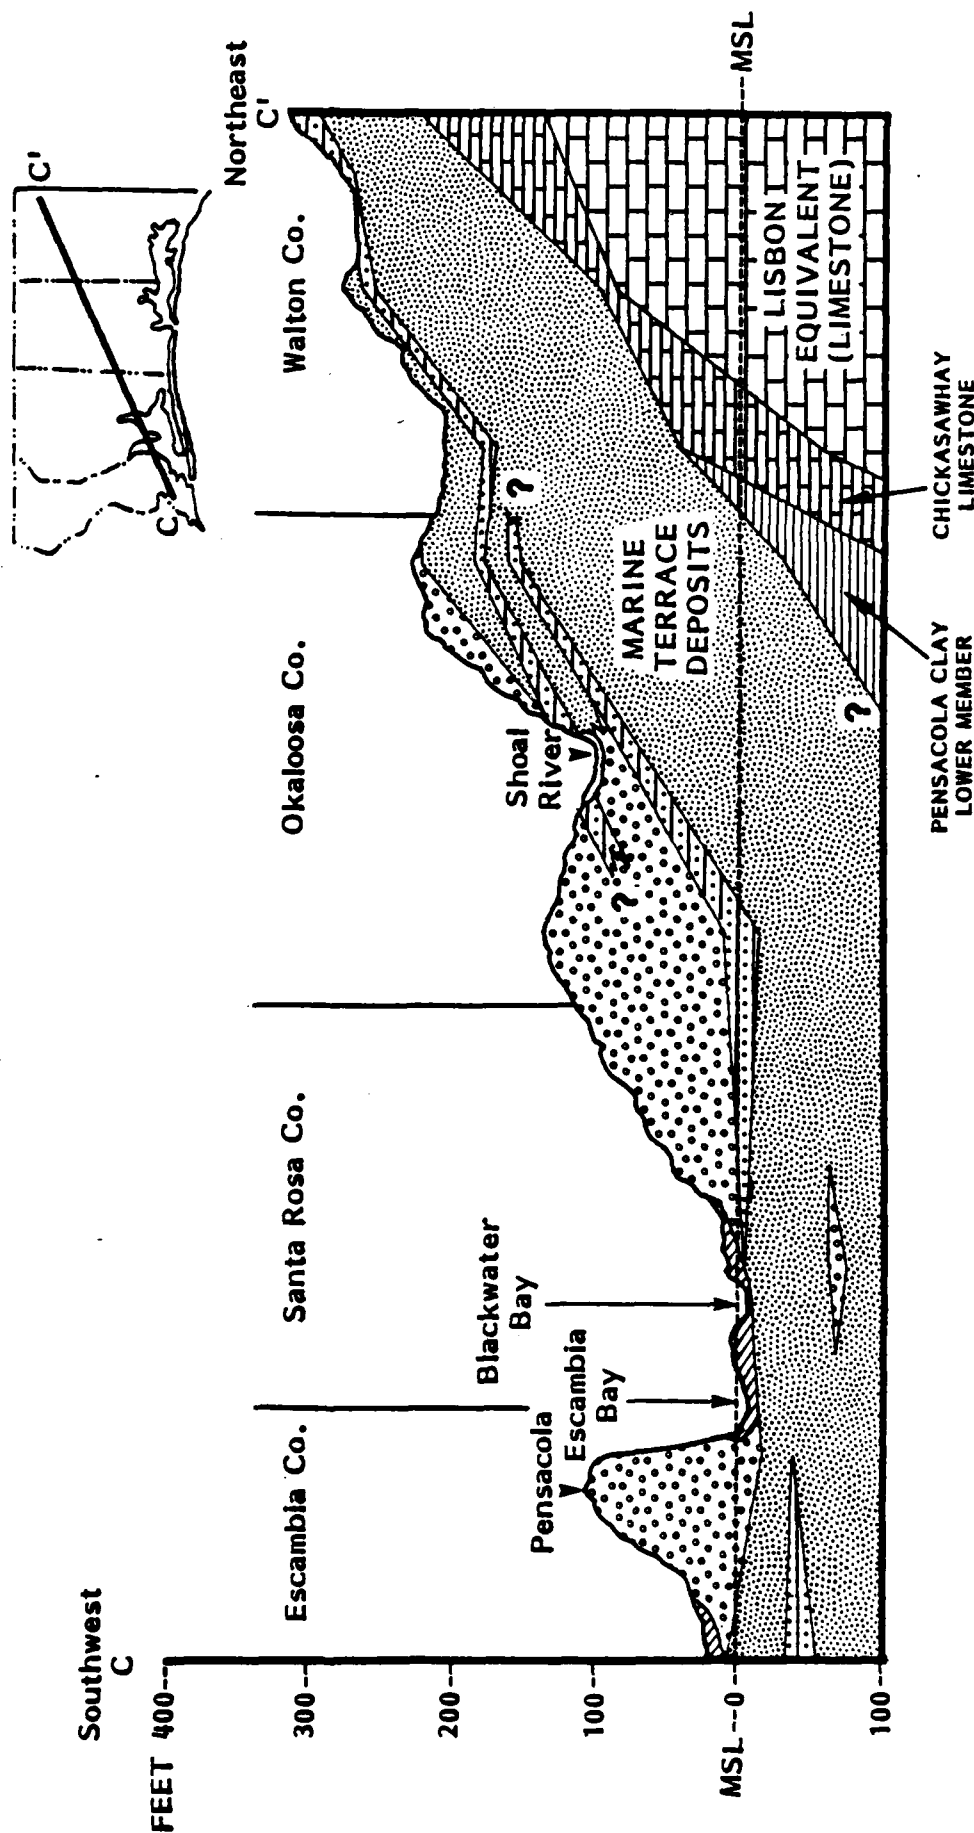 C'
C
Southwest
C
Northeast
C'
FEET 400
300
200
100
MSL--0
100
Escambia Co.
Santa Rosa Co.
Okaloosa Co.
Walton Co.
Pensacola
Escambia
Bay
Blackwater
Bay
Shoal
River
?
?
?
MARINE
TERRACE
DEPOSITS
LISBON
EQUIVALENT
(LIMESTONE)
MSL
PENSACOLA CLAY
LOWER MEMBER
CHICKASAWHAY
LIMESTONE